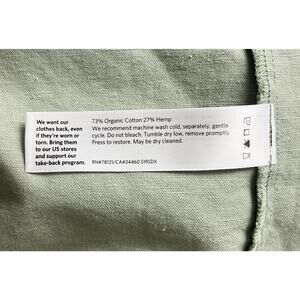 We want our
clothes back, even
if they're worn or
torn. Bring them
to our US stores
and support our
take-back program.
73% Organic Cotton 27% Hemp
We recommend machine wash cold, separately, gentle
cycle. Do not bleach. Tumble dry low, remove promptly.
Press to restore. May be dry cleaned.
RN#78121/CA#34460 S19SDX